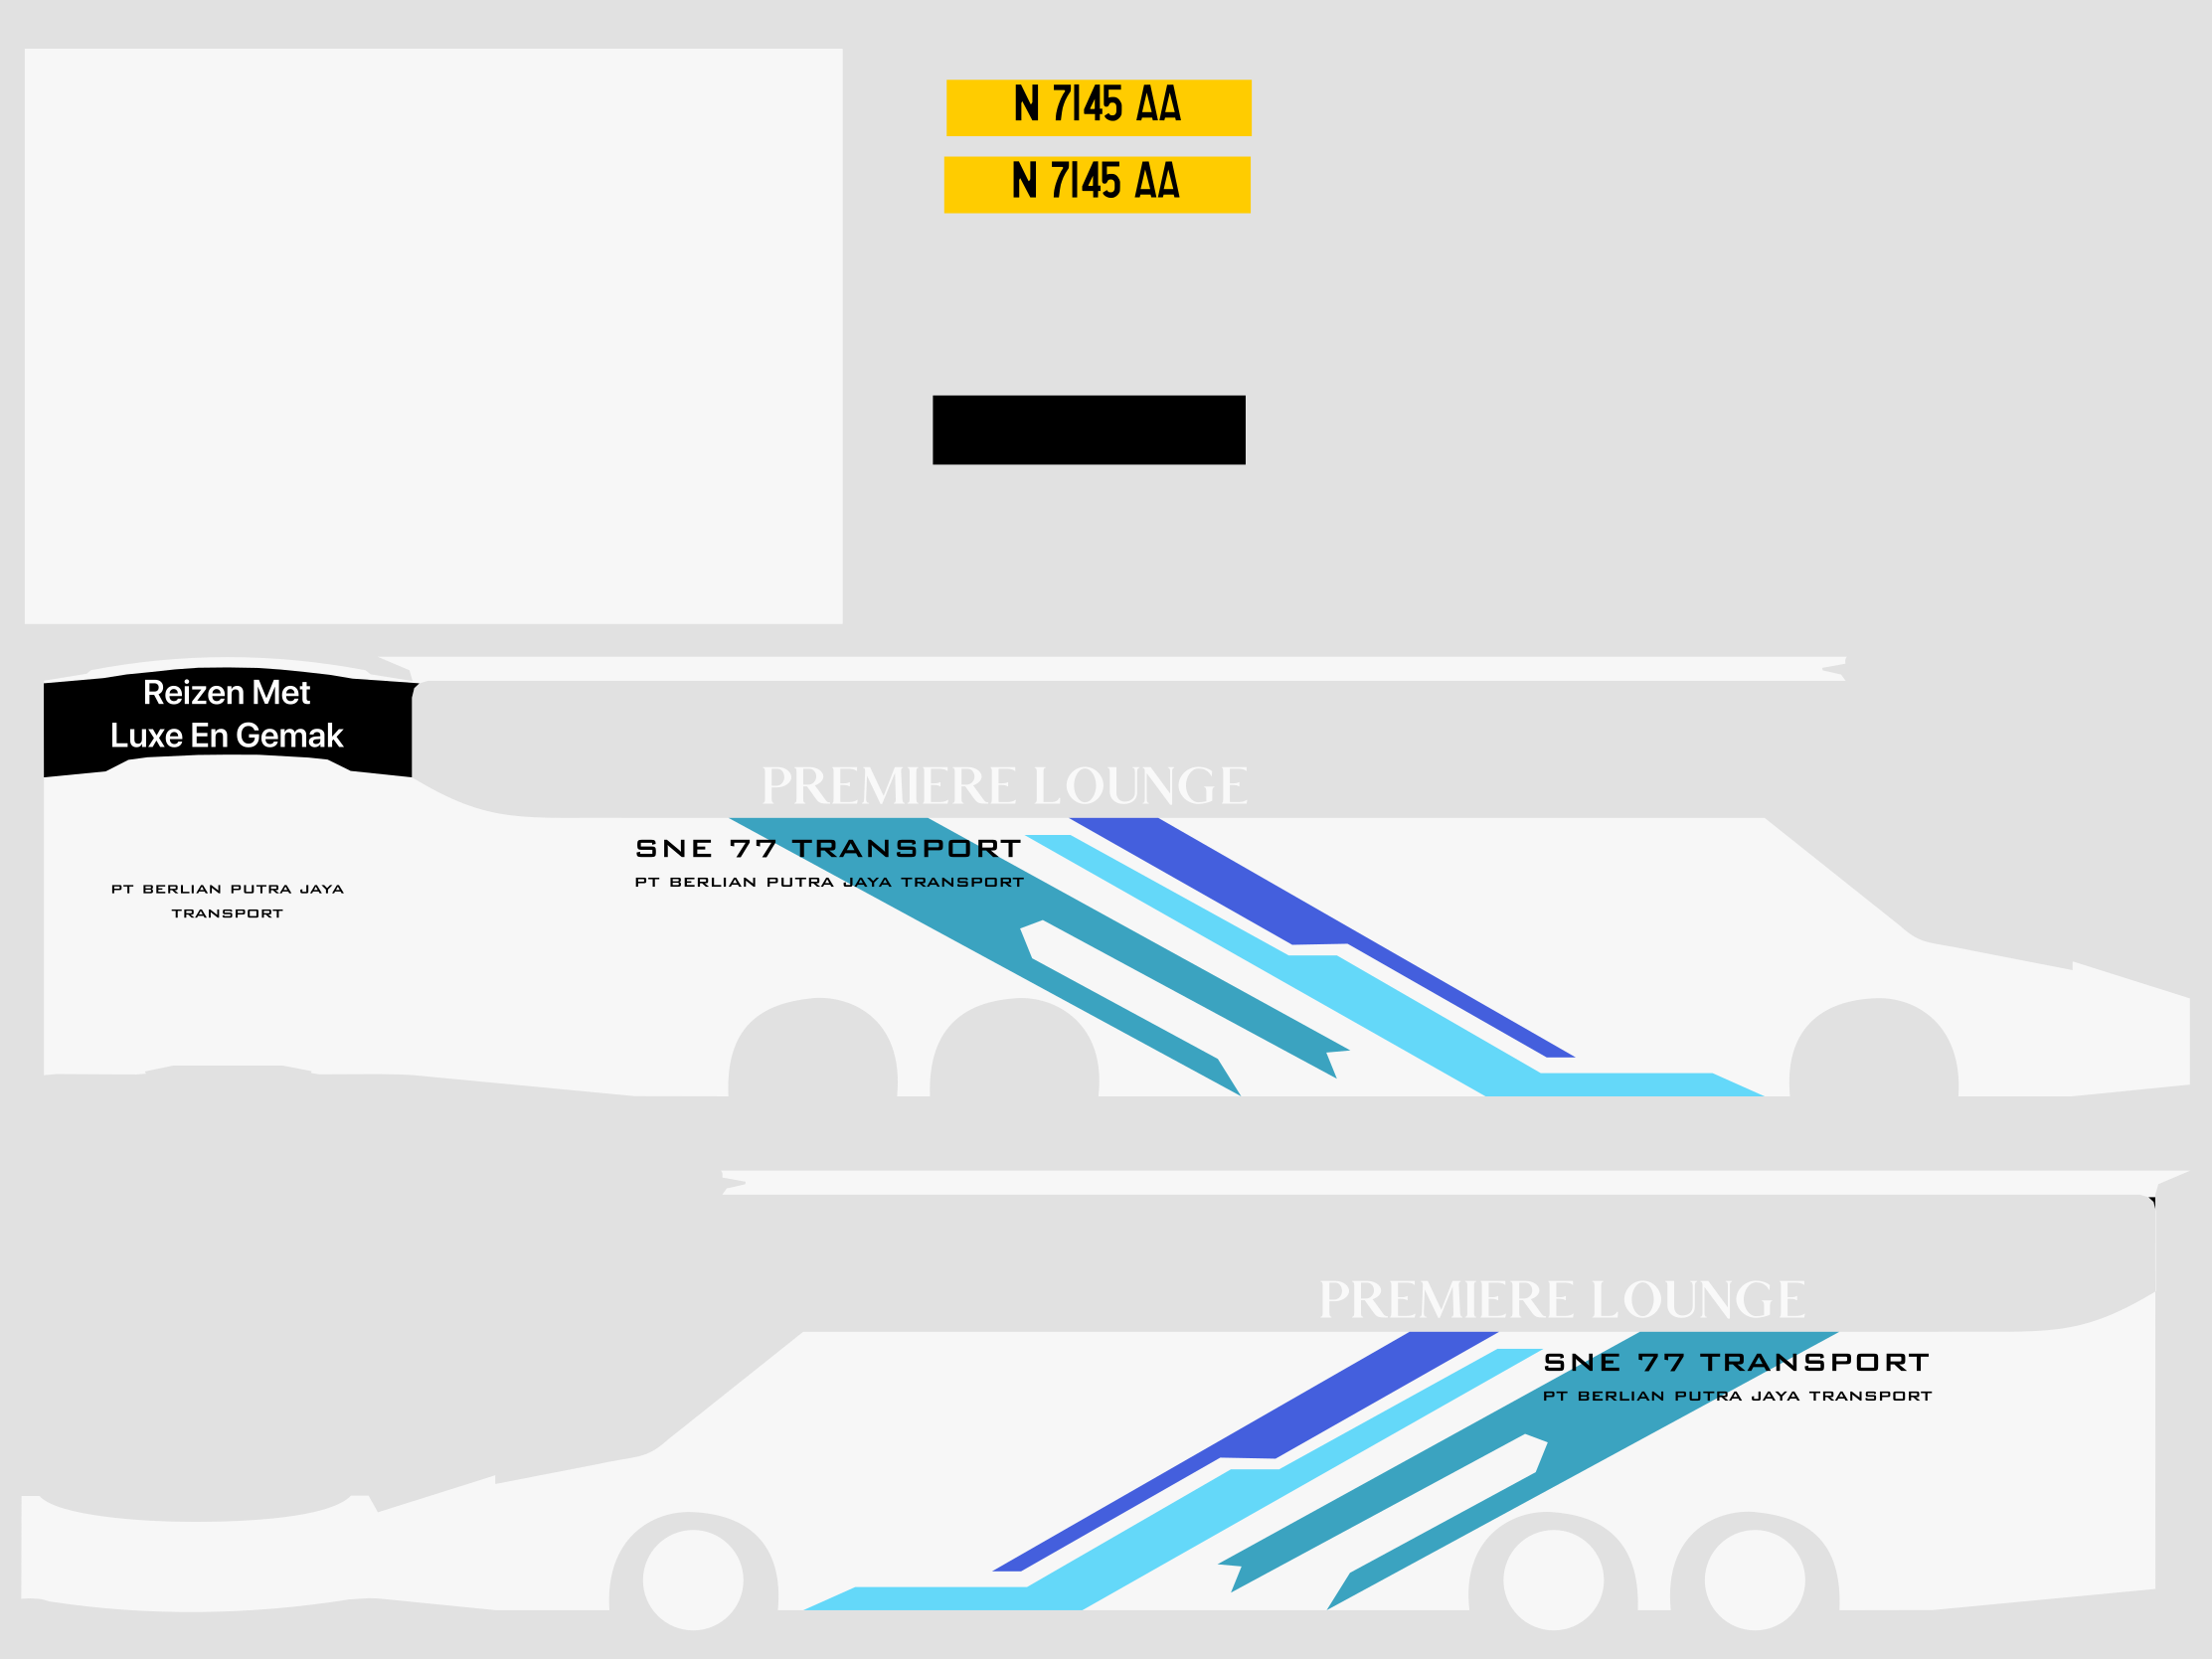 N 7145 AA
N 7145 AA
Reizen Met
Luxe En Gemak
PREMIERE LOUNGE
SNE 77 TRANSPORT
PT BERLIAN PUTRA JAYA TRANSPORT
PT BERLIAN PUTRA JAYA
TRANSPORT
PREMIERE LOUNGE
SNE 77 TRANSPORT
PT BERLIAN PUTRA JAYA TRANSPORT